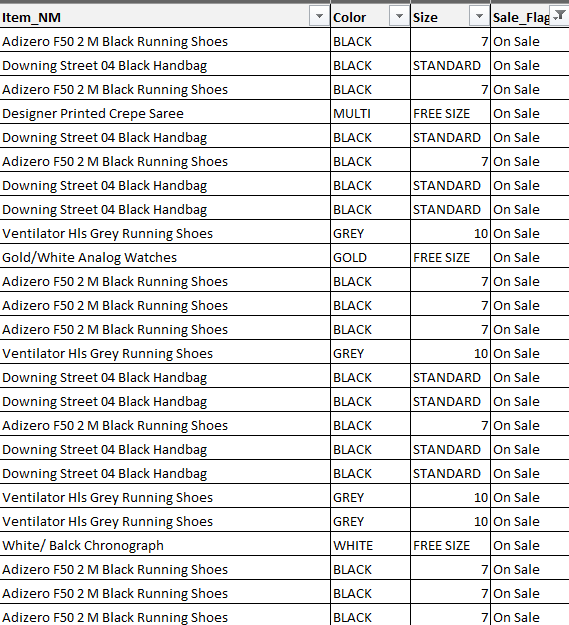 Item_NM Color Size Sale_Flag
Adizero F50 2 M Black Running Shoes BLACK 7 On Sale
Downing Street 04 Black Handbag BLACK STANDARD On Sale
Adizero F50 2 M Black Running Shoes BLACK 7 On Sale
Designer Printed Crepe Saree MULTI FREE SIZE On Sale
Downing Street 04 Black Handbag BLACK STANDARD On Sale
Adizero F50 2 M Black Running Shoes BLACK 7 On Sale
Downing Street 04 Black Handbag BLACK STANDARD On Sale
Downing Street 04 Black Handbag BLACK STANDARD On Sale
Ventilator Hls Grey Running Shoes GREY 10 On Sale
Gold/White Analog Watches GOLD FREE SIZE On Sale
Adizero F50 2 M Black Running Shoes BLACK 7 On Sale
Adizero F50 2 M Black Running Shoes BLACK 7 On Sale
Adizero F50 2 M Black Running Shoes BLACK 7 On Sale
Ventilator Hls Grey Running Shoes GREY 10 On Sale
Downing Street 04 Black Handbag BLACK STANDARD On Sale
Downing Street 04 Black Handbag BLACK STANDARD On Sale
Adizero F50 2 M Black Running Shoes BLACK 7 On Sale
Downing Street 04 Black Handbag BLACK STANDARD On Sale
Downing Street 04 Black Handbag BLACK STANDARD On Sale
Ventilator Hls Grey Running Shoes GREY 10 On Sale
Ventilator Hls Grey Running Shoes GREY 10 On Sale
White/ Balck Chronograph WHITE FREE SIZE On Sale
Adizero F50 2 M Black Running Shoes BLACK 7 On Sale
Adizero F50 2 M Black Running Shoes BLACK 7 On Sale
Adizero F50 2 M Black Running Shoes BLACK 7 On Sale